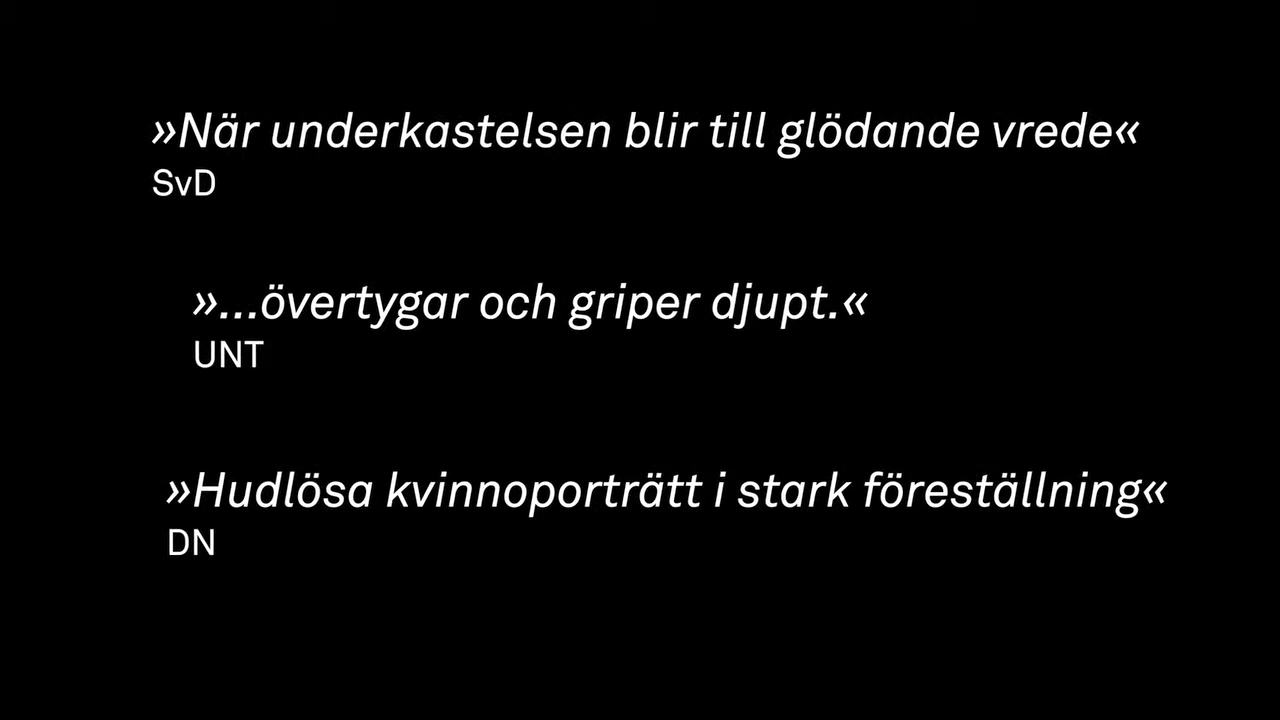 »När underkastelsen blir till glödande vrede«
SvD
»...övertygar och griper djupt.«
UNT
»Hudlösa kvinnoporträtt i stark föreställning«
DN